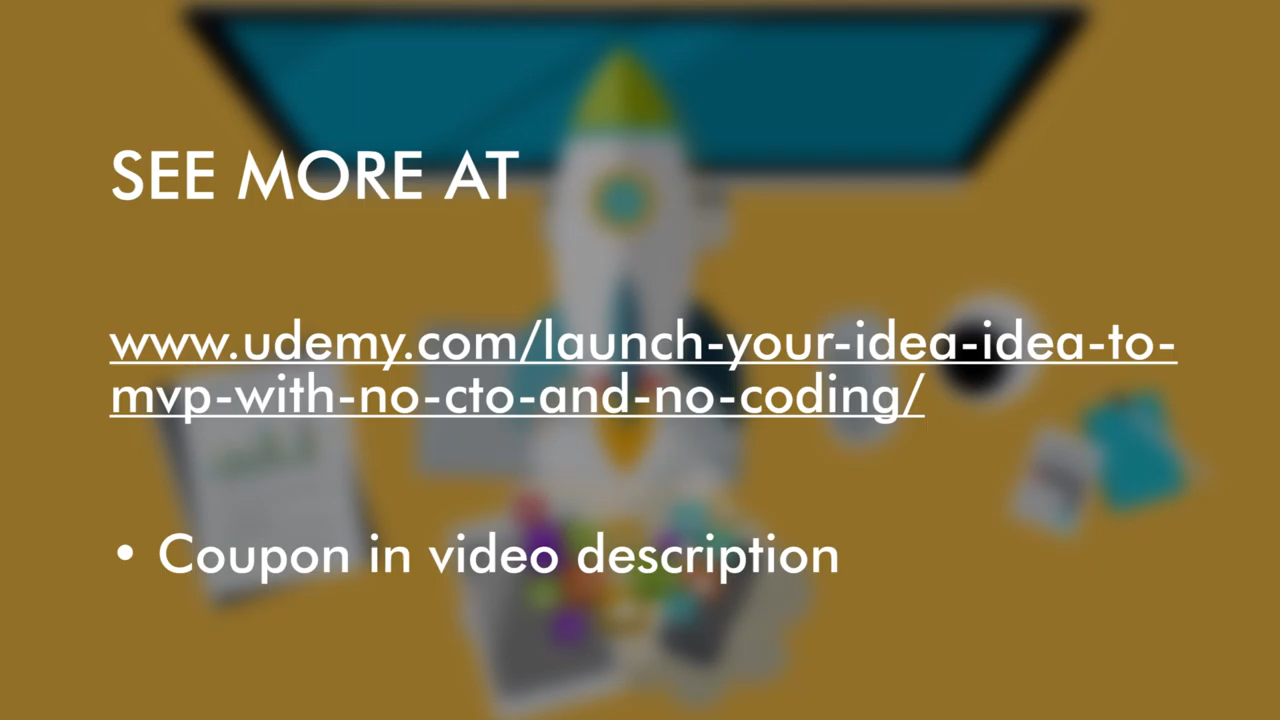 SEE MORE AT
www.udemy.com/launch-your-idea-idea-to-
mvp-with-no-cto-and-no-coding/
• Coupon in video description